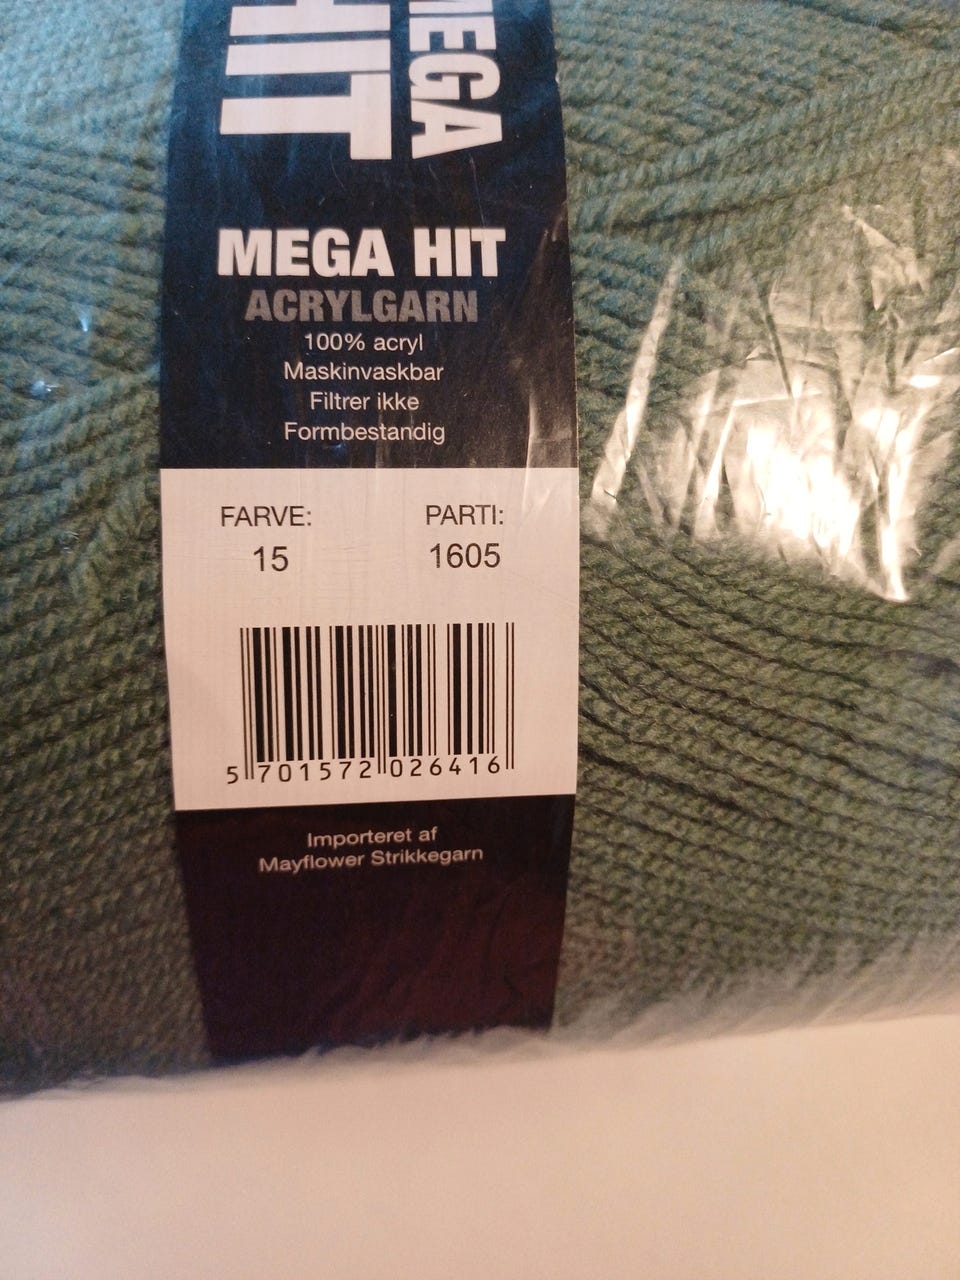 MEGA
HIT
MEGA HIT
ACRYLGARN
100% acryl
Maskinvaskbar
Filtrer ikke
Formbestandig
FARVE: PARTI:
15 1605
5 701572 026416
Importeret af
Mayflower Strikkegarn